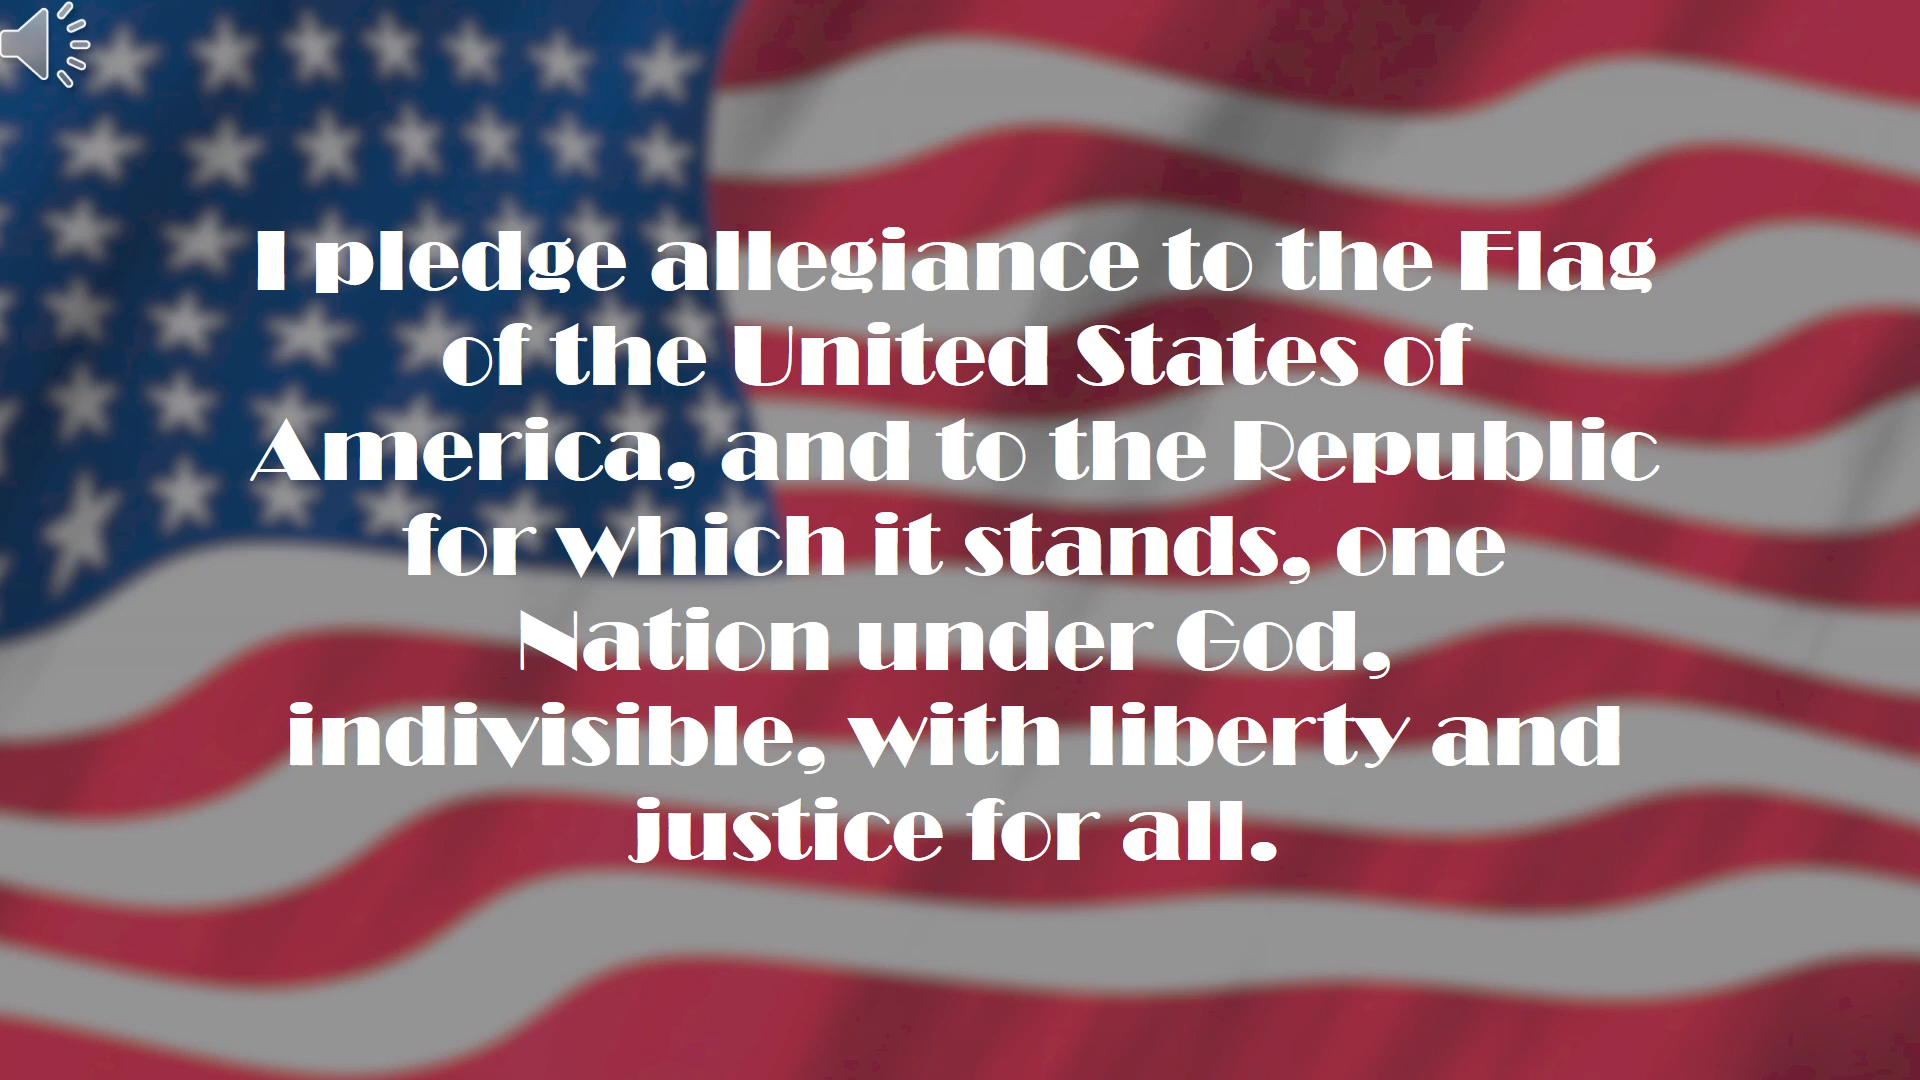 I pledge allegiance to the Flag
of the United States of
America, and to the Republic
for which it stands, one
Nation under God,
indivisible, with liberty and
justice for all.